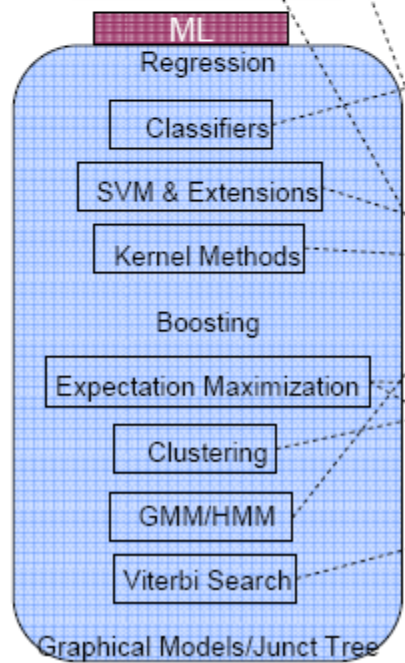 ML
Regression
Classifiers
SVM & Extensions
Kernel Methods
Boosting
Expectation Maximization
Clustering
GMM/HMM
Viterbi Search
Graphical Models/Junct Tree